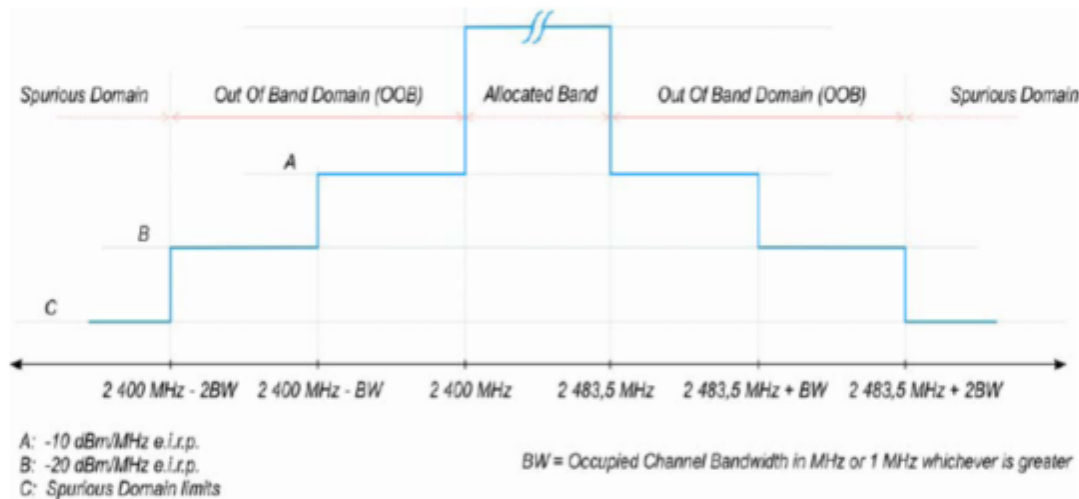 Spurious Domain Out Of Band Domain (OOB) Allocated Band Out Of Band Domain (OOB) Spurious Domain
A
B
C
2 400 MHz - 2BW 2 400 MHz - BW 2 400 MHz 2 483,5 MHz 2 483,5 MHz + BW 2 483,5 MHz + 2BW
A: -10 dBm/MHz e.i.r.p.
B: -20 dBm/MHz e.i.r.p.
C: Spurious Domain limits
BW = Occupied Channel Bandwidth in MHz or 1 MHz whichever is greater